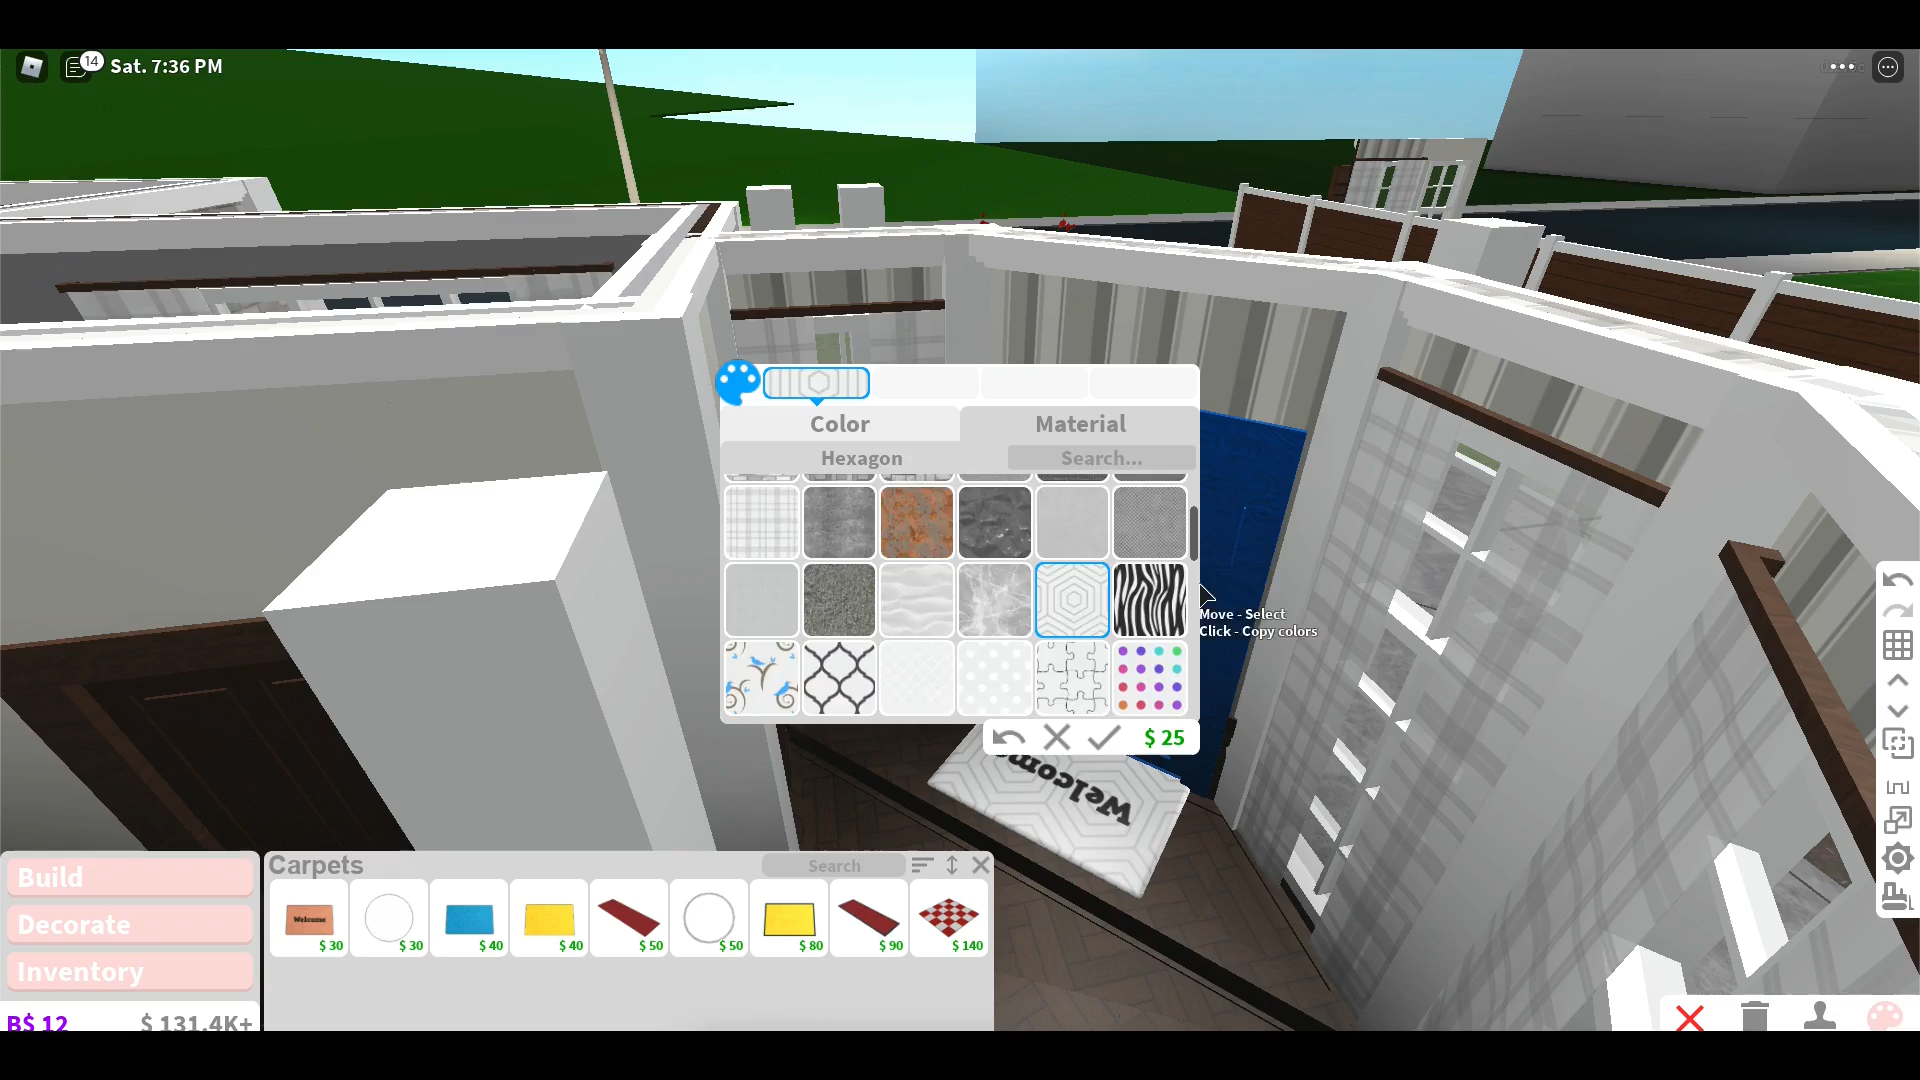 14
Sat. 7:36 PM
Color
Material
Hexagon
Search...
Move - Select
Click - Copy colors
$ 25
Welcome
Build
Decorate
Inventory
B$ 12
$ 131.4K+
Carpets
Search
Welcome
$ 30
$ 30
$ 40
$ 40
$ 50
$ 50
$ 80
$ 90
$ 140